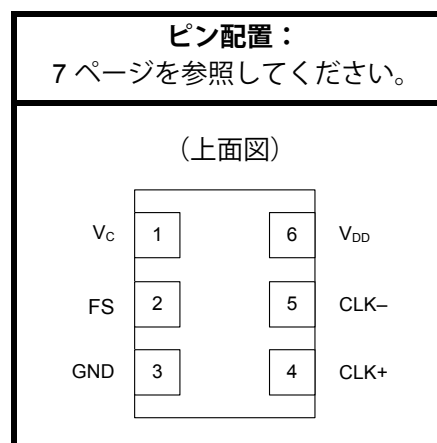 ピン配置：
7 ページを参照してください。
（上面図）
VC 1 6 VDD
FS 2 5 CLK–
GND 3 4 CLK+